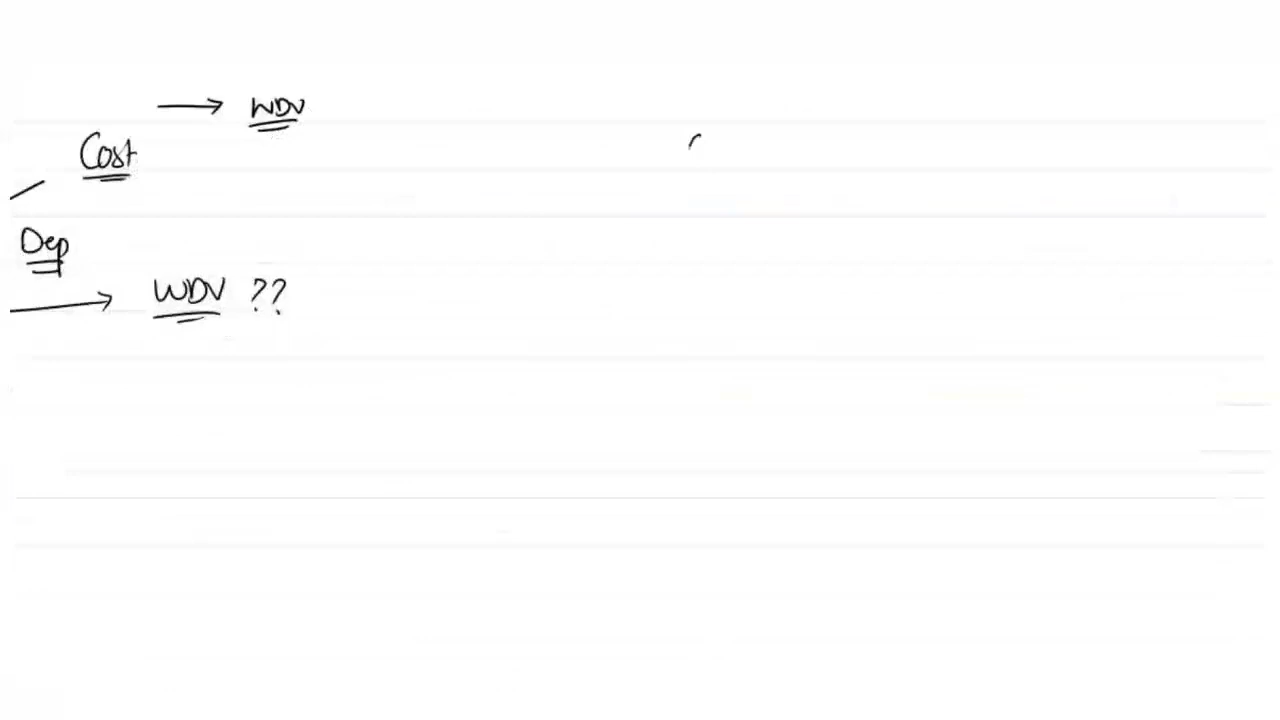 → WDV
Cost
Dep
→ WDV ??